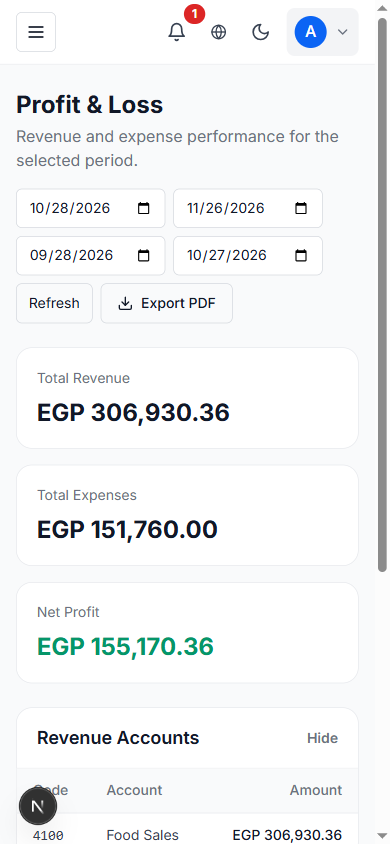 1
A
Profit & Loss
Revenue and expense performance for the
selected period.
10/28/2026 11/26/2026
09/28/2026 10/27/2026
Refresh Export PDF
Total Revenue
EGP 306,930.36
Total Expenses
EGP 151,760.00
Net Profit
EGP 155,170.36
Revenue Accounts Hide
Account Amount
N
4100 Food Sales EGP 306,930.36